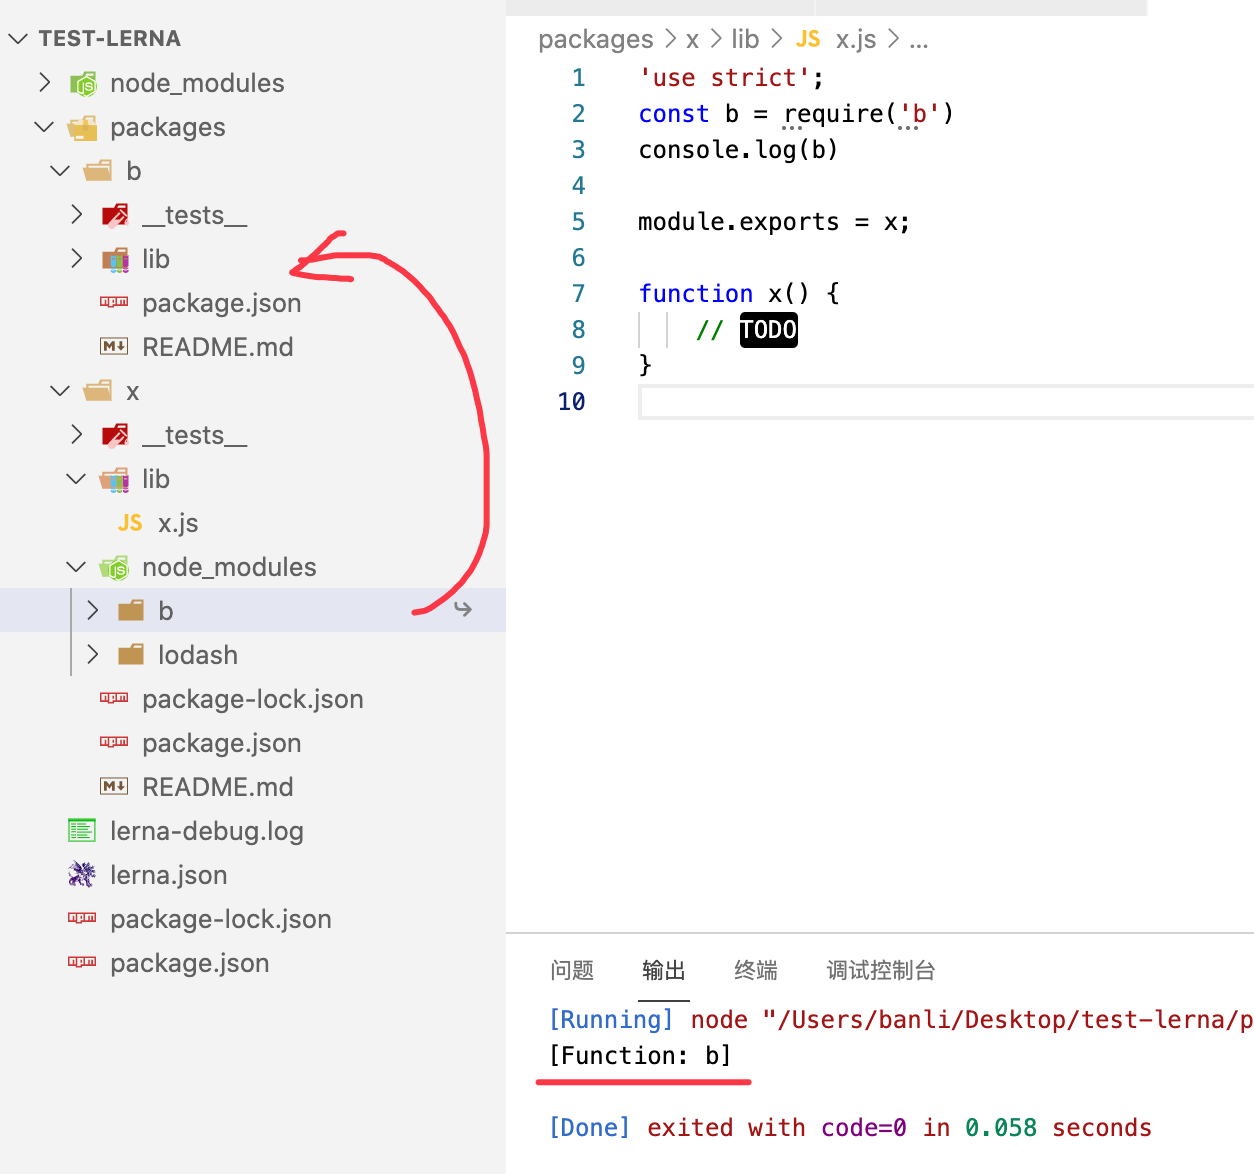 TEST-LERNA
node_modules
packages
b
__tests__
lib
package.json
README.md
x
__tests__
lib
JS x.js
node_modules
b
lodash
package-lock.json
package.json
README.md
lerna-debug.log
lerna.json
package-lock.json
package.json
packages > x > lib > JS x.js > ...
1 'use strict';
2 const b = require('b')
3 console.log(b)
4
5 module.exports = x;
6
7 function x() {
8 // TODO
9 }
10
问题 输出 终端 调试控制台
[Running] node "/Users/banli/Desktop/test-lerna/p
[Function: b]
[Done] exited with code=0 in 0.058 seconds